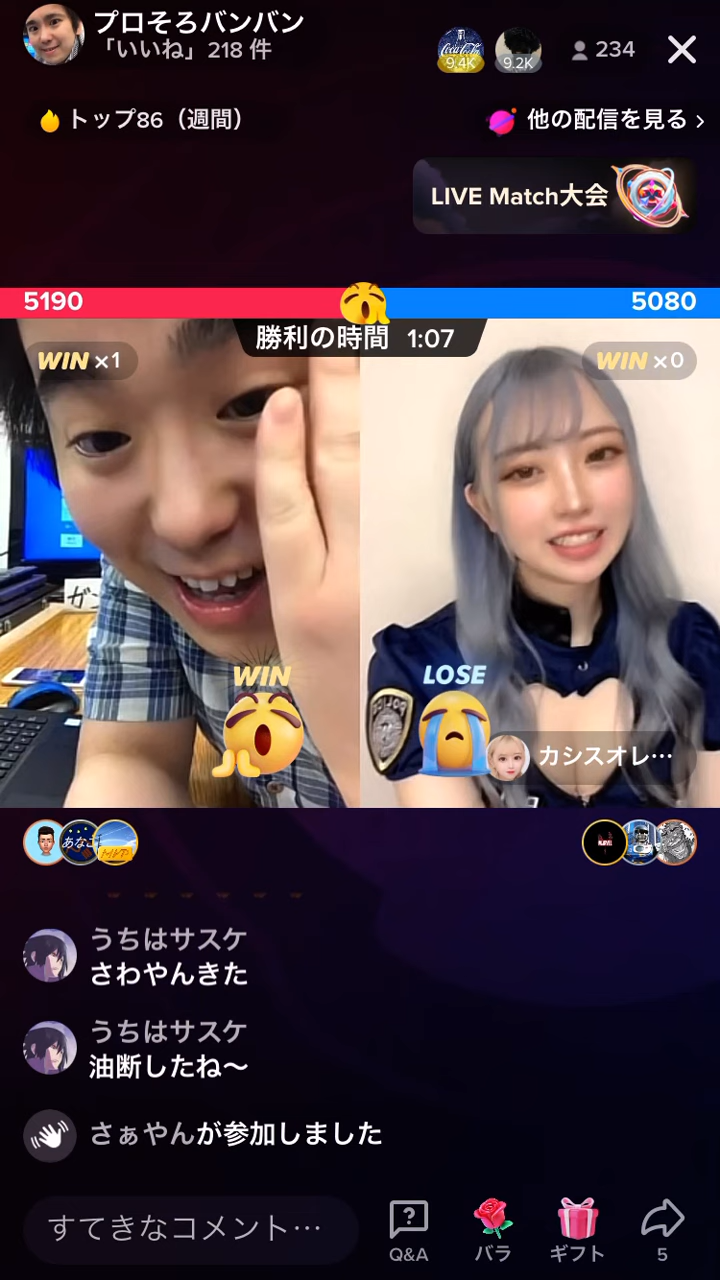 プロそろバンバン
「いいね」218 件
9.4K
9.2K
234
トップ86（週間）
他の配信を見る
LIVE Match大会
5190
5080
勝利の時間 1:07
WIN ×1
WIN ×0
WIN
LOSE
POLICE
カシスオレ…
あなご
うちはサスケ
さわやんきた
うちはサスケ
油断したね〜
さぁやんが参加しました
すてきなコメント…
Q&A
バラ
ギフト
5